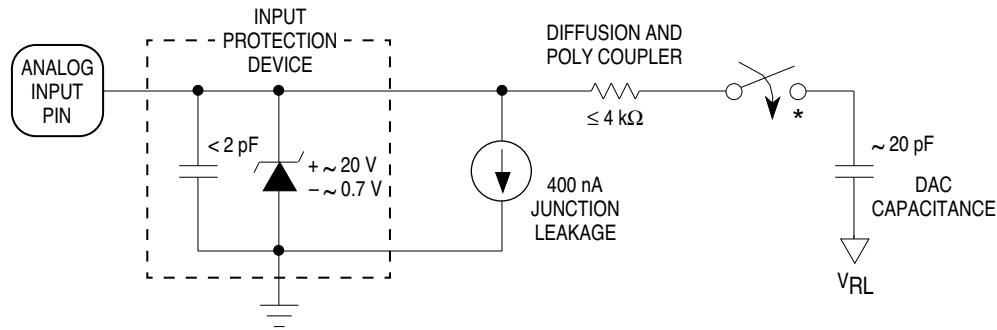 INPUT
PROTECTION
DEVICE
ANALOG
INPUT
PIN
< 2 pF
+ ~ 20 V
– ~ 0.7 V
400 nA
JUNCTION
LEAKAGE
DIFFUSION AND
POLY COUPLER
≤ 4 kΩ
*
~ 20 pF
DAC
CAPACITANCE
VRL